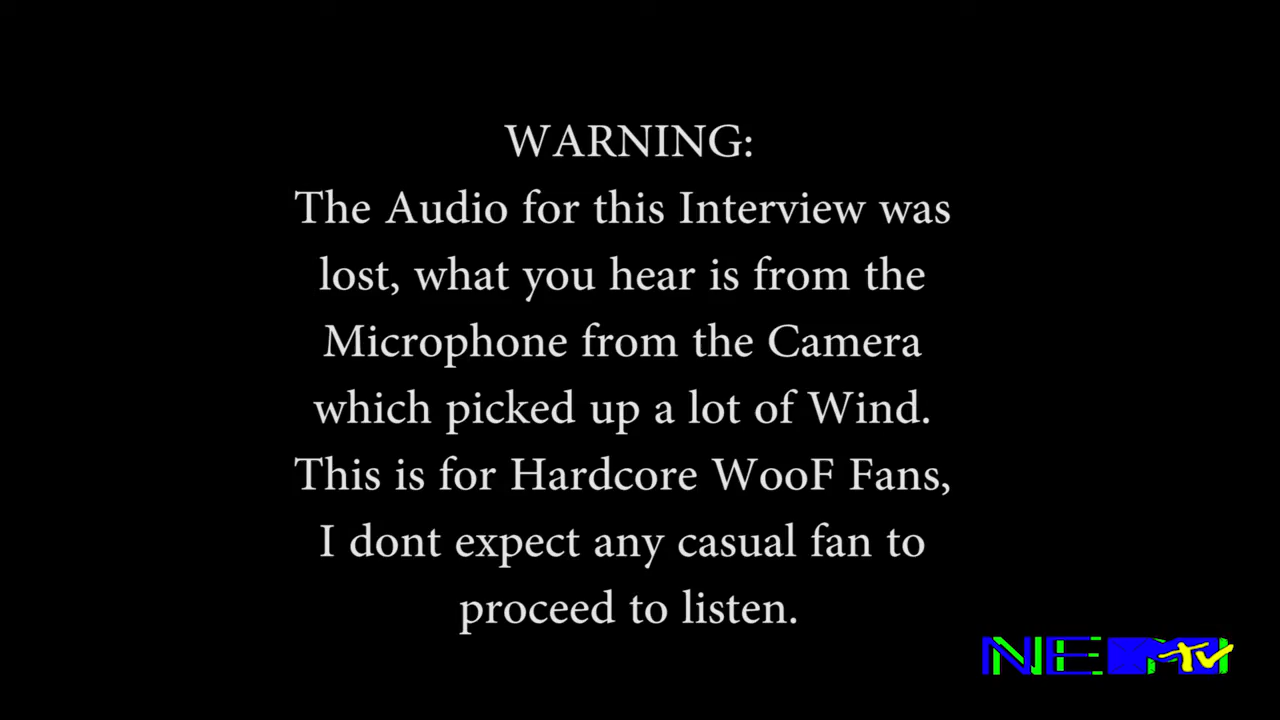 WARNING:
The Audio for this Interview was
lost, what you hear is from the
Microphone from the Camera
which picked up a lot of Wind.
This is for Hardcore WooF Fans,
I dont expect any casual fan to
proceed to listen.
TV